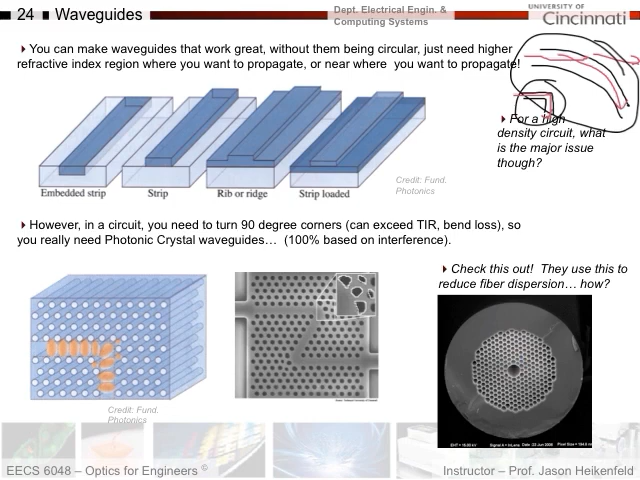 24 Waveguides
Dept. Electrical Engin. &
Computing Systems
UNIVERSITY OF
Cincinnati
You can make waveguides that work great, without them being circular, just need higher
refractive index region where you want to propagate, or near where you want to propagate!
For a high
density circuit, what
is the major issue
though?
Embedded strip
Strip
Rib or ridge
Strip loaded
Credit: Fund.
Photonics
However, in a circuit, you need to turn 90 degree corners (can exceed TIR, bend loss), so
you really need Photonic Crystal waveguides… (100% based on interference).
Check this out! They use this to
reduce fiber dispersion… how?
Credit: Fund.
Photonics
EECS 6048 – Optics for Engineers ©
Instructor – Prof. Jason Heikenfeld